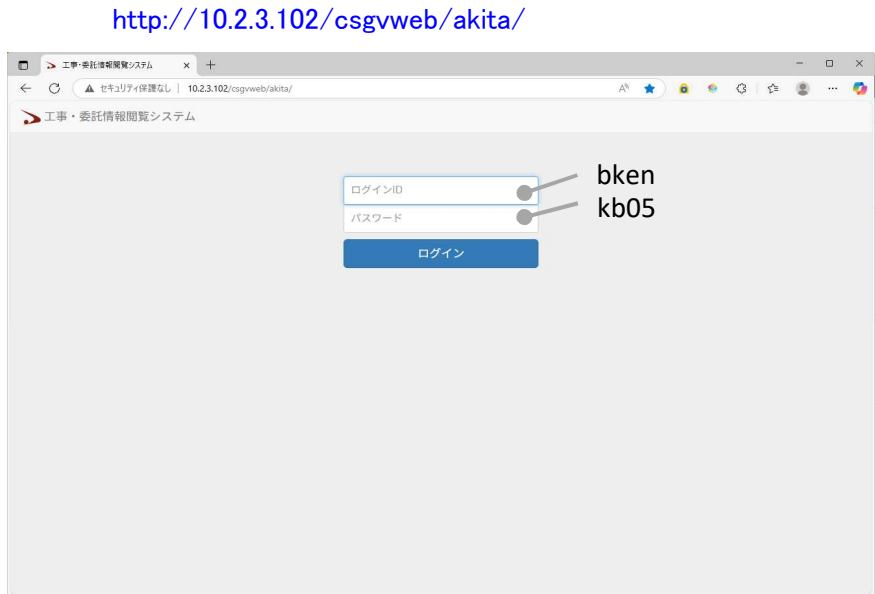 http://10.2.3.102/csgvweb/akita/
工事・委託情報閲覧システム
セキュリティ保護なし | 10.2.3.102/csgvweb/akita/
工事・委託情報閲覧システム
ログインID
bken
パスワード
kb05
ログイン